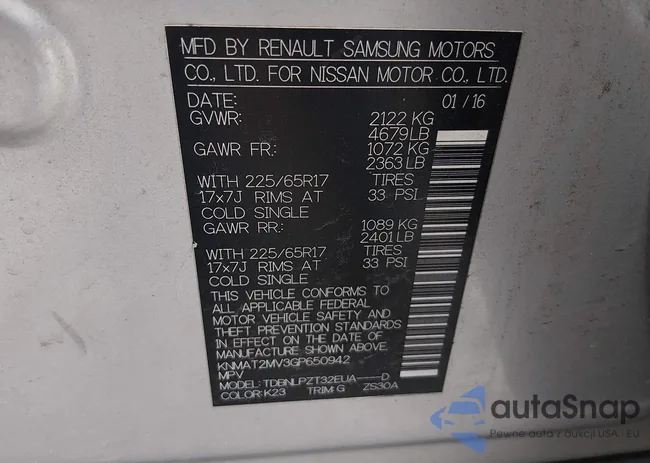 MFD BY RENAULT SAMSUNG MOTORS
CO., LTD. FOR NISSAN MOTOR CO., LTD.
DATE: 01/16
GVWR: 2122 KG
4679LB
GAWR FR: 1072 KG
2363LB
WITH 225/65R17 TIRES
17x7J RIMS AT 33 PSI
COLD SINGLE
GAWR RR: 1089 KG
2401LB
WITH 225/65R17 TIRES
17x7J RIMS AT 33 PSI
COLD SINGLE
THIS VEHICLE CONFORMS TO
ALL APPLICABLE FEDERAL
MOTOR VEHICLE SAFETY AND
THEFT PREVENTION STANDARDS
IN EFFECT ON THE DATE OF
MANUFACTURE SHOWN ABOVE.
KNMAT2MV3GP650942
MPV
MODEL: TDBNLPZT32EUA----D
COLOR: K23 TRIM: G ZS30A
autaSnap
Pewne auta z aukcji USA i EU